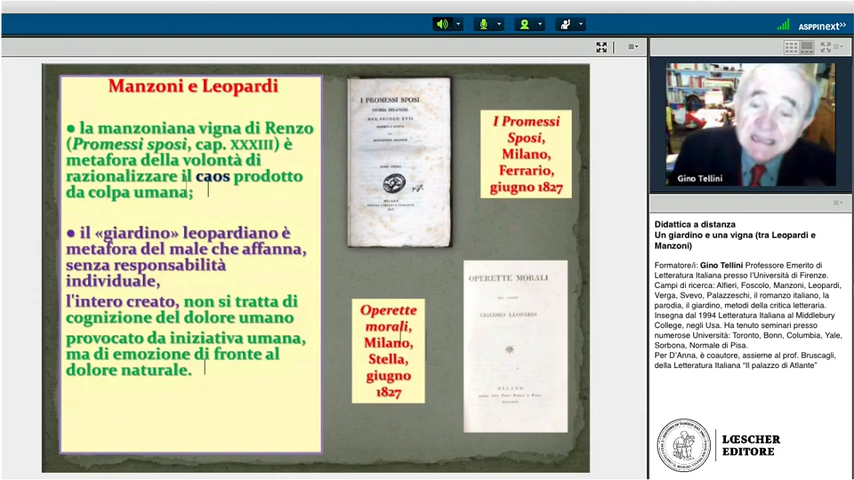 ASPPInext>>
Manzoni e Leopardi
● la manzoniana vigna di Renzo
(Promessi sposi, cap. XXXIII) è
metafora della volontà di
razionalizzare il caos prodotto
da colpa umana;
● il «giardino» leopardiano è
metafora del male che affanna,
senza responsabilità
individuale,
l'intero creato, non si tratta di
cognizione del dolore umano
provocato da iniziativa umana,
ma di emozione di fronte al
dolore naturale.
I PROMESSI SPOSI
STORIA MILANESE
DEL SECOLO XVII
I Promessi
Sposi,
Milano,
Ferrario,
giugno 1827
Operette
morali,
Milano,
Stella,
giugno
1827
OPERETTE MORALI
DEL CONTE
GIACOMO LEOPARDI
MILANO
Gino Tellini
Didattica a distanza
Un giardino e una vigna (tra Leopardi e
Manzoni)
Formatore/i: Gino Tellini Professore Emerito di
Letteratura Italiana presso l'Università di Firenze.
Campi di ricerca: Alfieri, Foscolo, Manzoni, Leopardi,
Verga, Svevo, Palazzeschi, il romanzo italiano, la
parodia, il giardino, metodi della critica letteraria.
Insegna dal 1994 Letteratura Italiana al Middlebury
College, negli Usa. Ha tenuto seminari presso
numerose Università: Toronto, Bonn, Columbia, Yale,
Sorbona, Normale di Pisa.
Per D'Anna, è coautore, assieme al prof. Bruscagli,
della Letteratura Italiana "Il palazzo di Atlante"
LŒSCHER
EDITORE